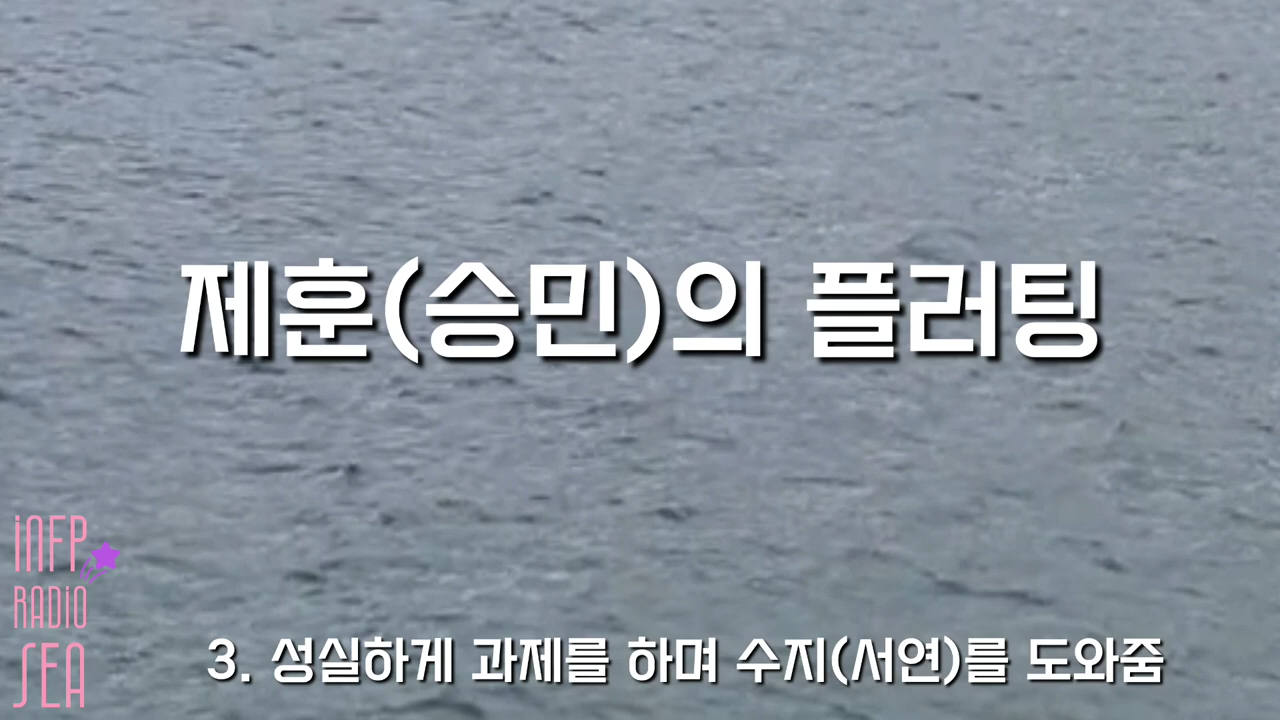 제훈(승민)의 플러팅
iNFP
RADiO
SEA
3. 성실하게 과제를 하며 수지(서연)를 도와줌